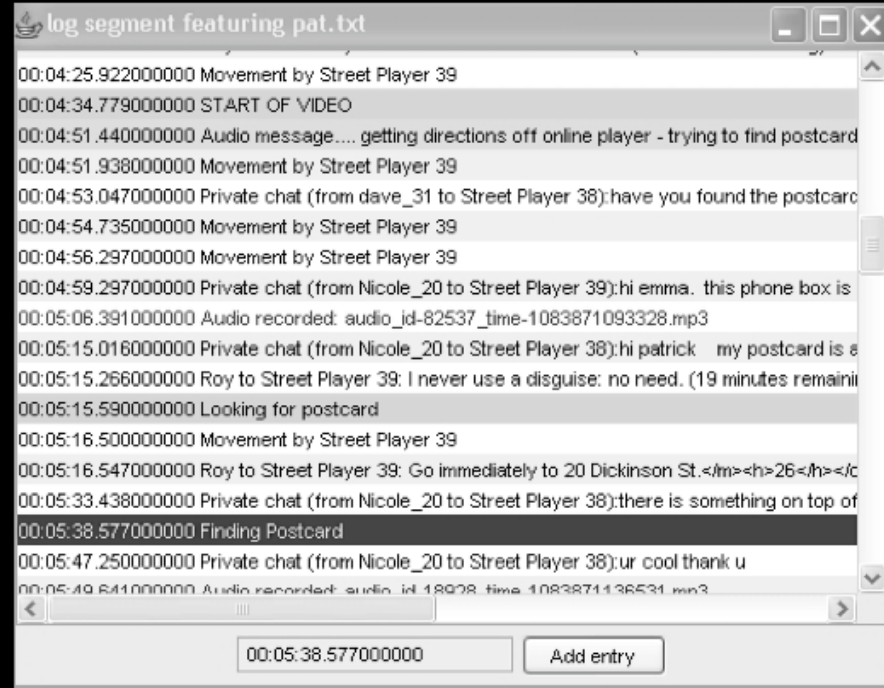 log segment featuring pat.txt
00:04:25.922000000 Movement by Street Player 39
00:04:34.779000000 START OF VIDEO
00:04:51.440000000 Audio message.... getting directions off online player - trying to find postcard
00:04:51.938000000 Movement by Street Player 39
00:04:53.047000000 Private chat (from dave_31 to Street Player 38):have you found the postcarc
00:04:54.735000000 Movement by Street Player 39
00:04:56.297000000 Movement by Street Player 39
00:04:59.297000000 Private chat (from Nicole_20 to Street Player 39):hi emma. this phone box is
00:05:06.391000000 Audio recorded: audio_id-82537_time-1083871093328.mp3
00:05:15.016000000 Private chat (from Nicole_20 to Street Player 38):hi patrick my postcard is a
00:05:15.266000000 Roy to Street Player 39: I never use a disguise: no need. (19 minutes remaini
00:05:15.590000000 Looking for postcard
00:05:16.500000000 Movement by Street Player 39
00:05:16.547000000 Roy to Street Player 39: Go immediately to 20 Dickinson St.</m><h>26</h></c
00:05:33.438000000 Private chat (from Nicole_20 to Street Player 38):there is something on top of
00:05:38.577000000 Finding Postcard
00:05:47.250000000 Private chat (from Nicole_20 to Street Player 38):ur cool thank u
00:05:49.641000000 Audio recorded: audio_id-18928_time-1083871136531.mp3
00:05:38.577000000 Add entry